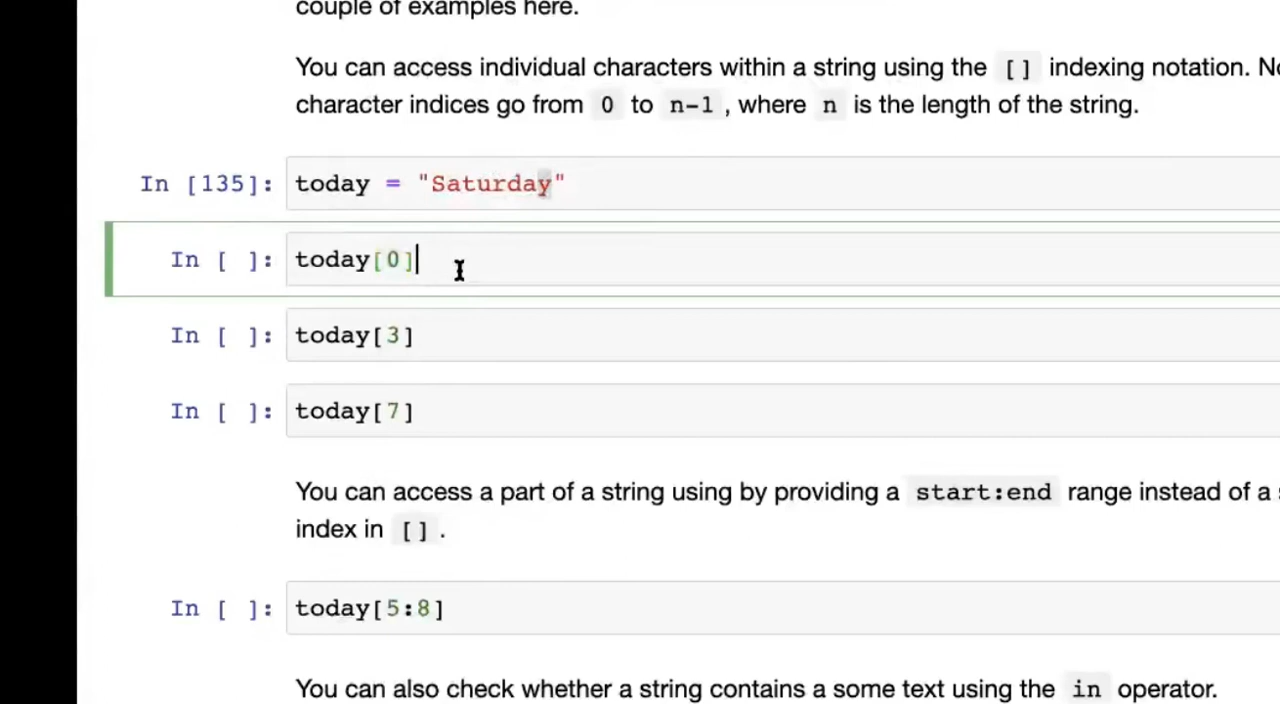 couple of examples here.
You can access individual characters within a string using the [] indexing notation.
character indices go from 0 to n-1, where n is the length of the string.
In [135]: today = "Saturday"
In [ ]: today[0]
In [ ]: today[3]
In [ ]: today[7]
You can access a part of a string using by providing a start:end range instead of a
index in [].
In [ ]: today[5:8]
You can also check whether a string contains a some text using the in operator.